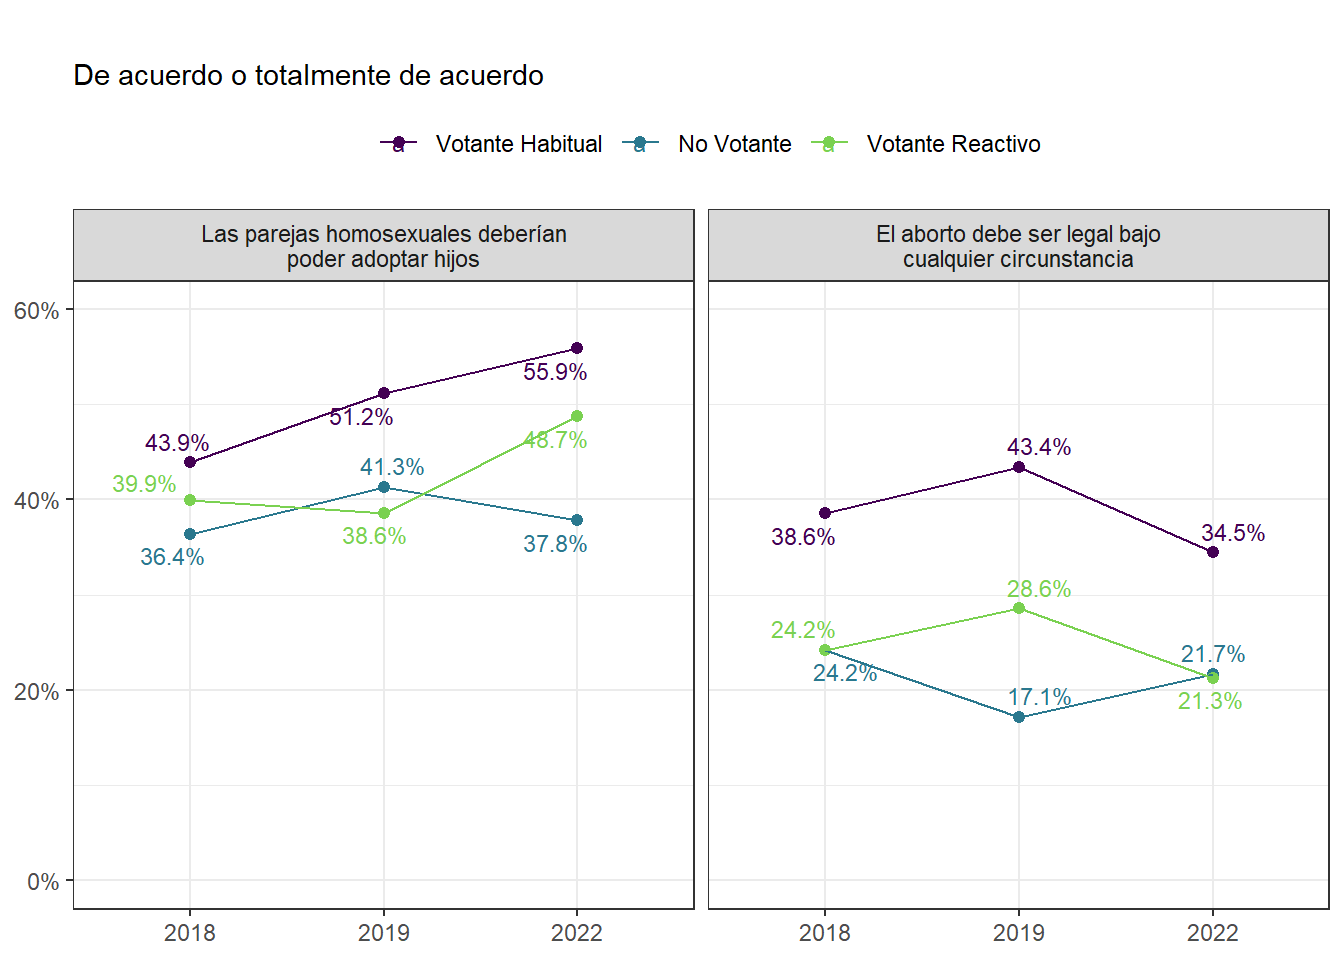 De acuerdo o totalmente de acuerdo
a Votante Habitual a No Votante a Votante Reactivo
Las parejas homosexuales deberían
poder adoptar hijos
El aborto debe ser legal bajo
cualquier circunstancia
60%
40%
20%
0%
55.9%
51.2%
43.9%
48.7%
41.3%
39.9%
38.6%
37.8%
36.4%
2018 2019 2022
43.4%
38.6%
34.5%
28.6%
24.2%
24.2%
21.7%
17.1%
21.3%
2018 2019 2022